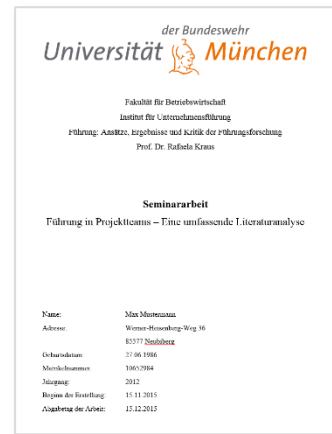 der Bundeswehr
Universität München
Fakultät für Betriebswirtschaft
Institut für Unternehmensführung
Führung: Ansätze, Ergebnisse und Kritik der Führungsforschung
Prof. Dr. Rafaela Kraus
Seminararbeit
Führung in Projektteams – Eine umfassende Literaturanalyse
Name: Max Mustermann
Adresse: Werner-Heisenberg-Weg 36
85577 Neubiberg
Geburtsdatum: 27.06.1986
Matrikelnummer: 10652984
Jahrgang: 2012
Beginn der Erstellung: 15.11.2015
Abgabetag der Arbeit: 15.12.2015